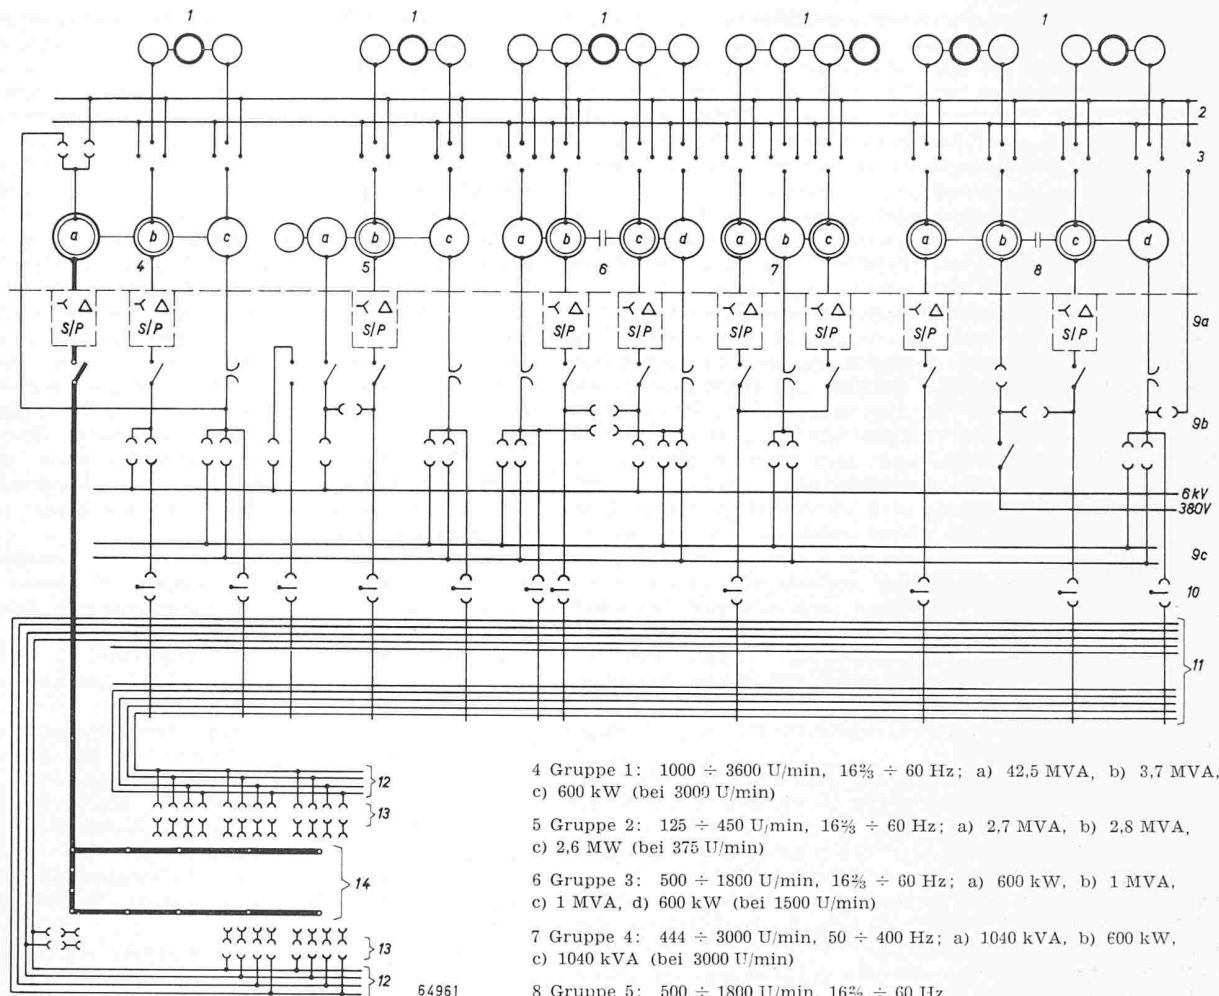 1 1 1 1 1
2
3
a b c a b c a b c d a b c a b c d
4 5 6 7 8
S/P S/P S/P S/P S/P S/P S/P S/P S/P
9a
9b
6 kV
380V
9c
10
11
12
13
14
13
12
64961
4 Gruppe 1: 1000 ÷ 3600 U/min, 16⅔ ÷ 60 Hz; a) 42,5 MVA, b) 3,7 MVA,
c) 600 kW (bei 3000 U/min)
5 Gruppe 2: 125 ÷ 450 U/min, 16⅔ ÷ 60 Hz; a) 2,7 MVA, b) 2,8 MVA,
c) 2,6 MW (bei 375 U/min)
6 Gruppe 3: 500 ÷ 1800 U/min, 16⅔ ÷ 60 Hz; a) 600 kW, b) 1 MVA,
c) 1 MVA, d) 600 kW (bei 1500 U/min)
7 Gruppe 4: 444 ÷ 3000 U/min, 50 ÷ 400 Hz; a) 1040 kVA, b) 600 kW,
c) 1040 kVA (bei 3000 U/min)
8 Gruppe 5: 500 ÷ 1800 U/min, 16⅔ ÷ 60 Hz